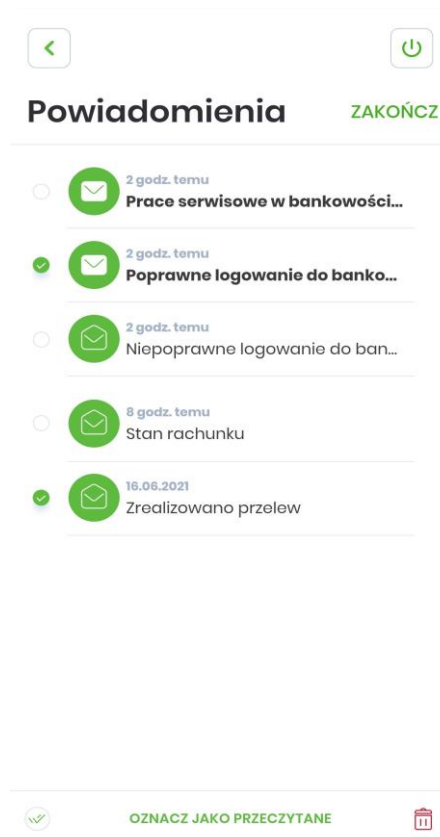 Powiadomienia
ZAKOŃCZ
2 godz. temu
Prace serwisowe w bankowości...
2 godz. temu
Poprawne logowanie do banko...
2 godz. temu
Niepoprawne logowanie do ban...
8 godz. temu
Stan rachunku
16.06.2021
Zrealizowano przelew
OZNACZ JAKO PRZECZYTANE